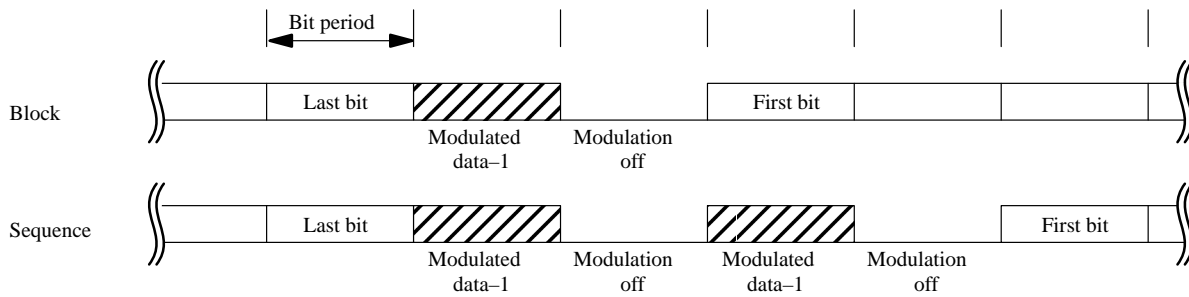 Bit period
Block
Last bit
First bit
Modulated
data–1
Modulation
off
Sequence
Last bit
First bit
Modulated
data–1
Modulation
off
Modulated
data–1
Modulation
off